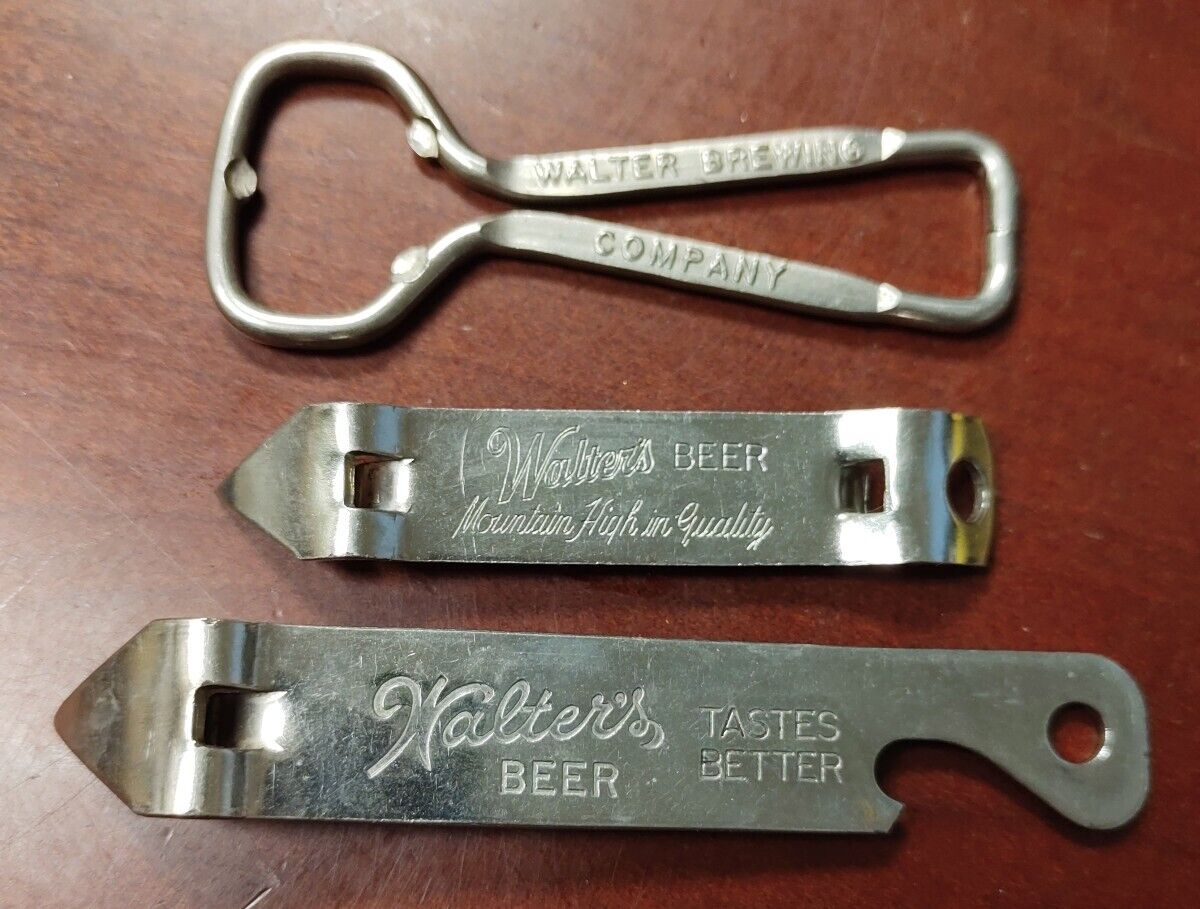 WALTER BREWING
COMPANY
Walter's BEER
Mountain High in Quality
Walter's
BEER
TASTES
BETTER